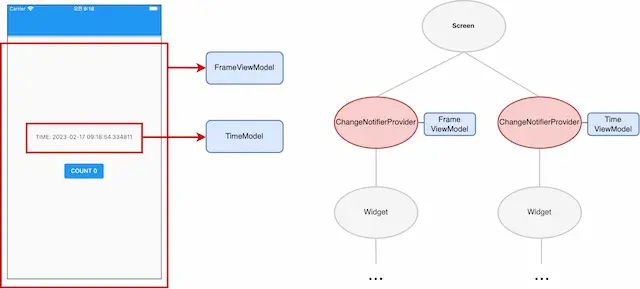 Carrier
오전 9:18
TIME: 2023-02-17 09:18:54.334811
COUNT 0
FrameViewModel
TimeModel
Screen
ChangeNotifierProvider
Frame
ViewModel
ChangeNotifierProvider
Time
ViewModel
Widget
Widget
...
...